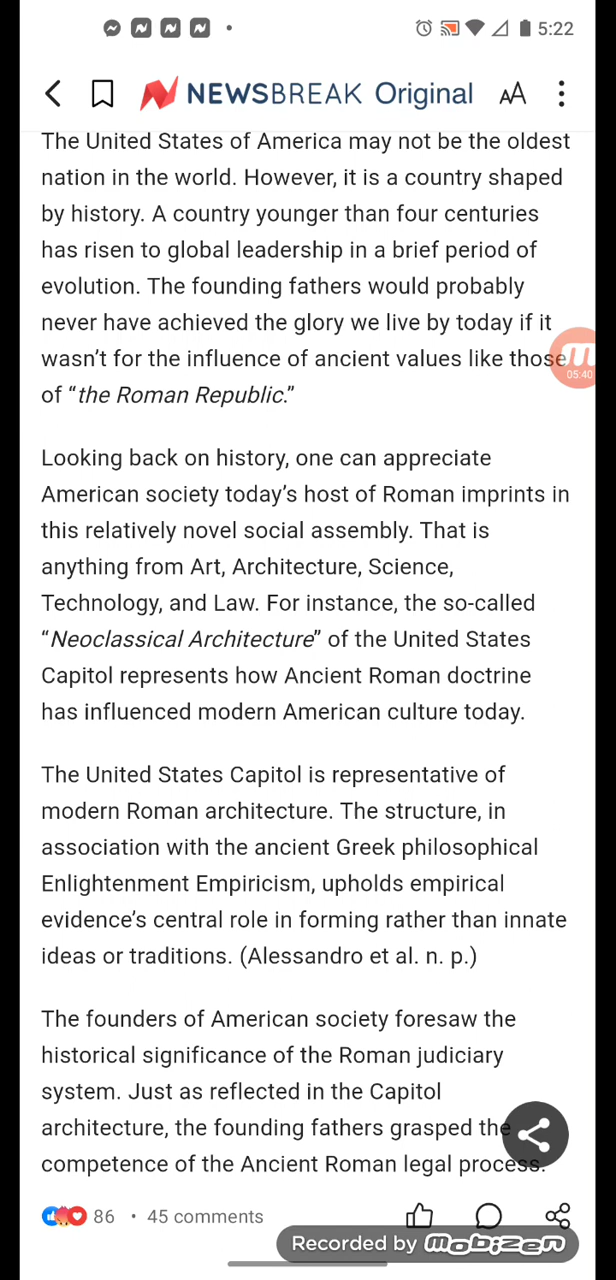 5:22
NEWSBREAK Original AA
The United States of America may not be the oldest
nation in the world. However, it is a country shaped
by history. A country younger than four centuries
has risen to global leadership in a brief period of
evolution. The founding fathers would probably
never have achieved the glory we live by today if it
wasn't for the influence of ancient values like those
of “the Roman Republic.”
05:40
Looking back on history, one can appreciate
American society today's host of Roman imprints in
this relatively novel social assembly. That is
anything from Art, Architecture, Science,
Technology, and Law. For instance, the so-called
“Neoclassical Architecture” of the United States
Capitol represents how Ancient Roman doctrine
has influenced modern American culture today.
The United States Capitol is representative of
modern Roman architecture. The structure, in
association with the ancient Greek philosophical
Enlightenment Empiricism, upholds empirical
evidence's central role in forming rather than innate
ideas or traditions. (Alessandro et al. n. p.)
The founders of American society foresaw the
historical significance of the Roman judiciary
system. Just as reflected in the Capitol
architecture, the founding fathers grasped the
competence of the Ancient Roman legal process.
86 • 45 comments
Recorded by mobizen